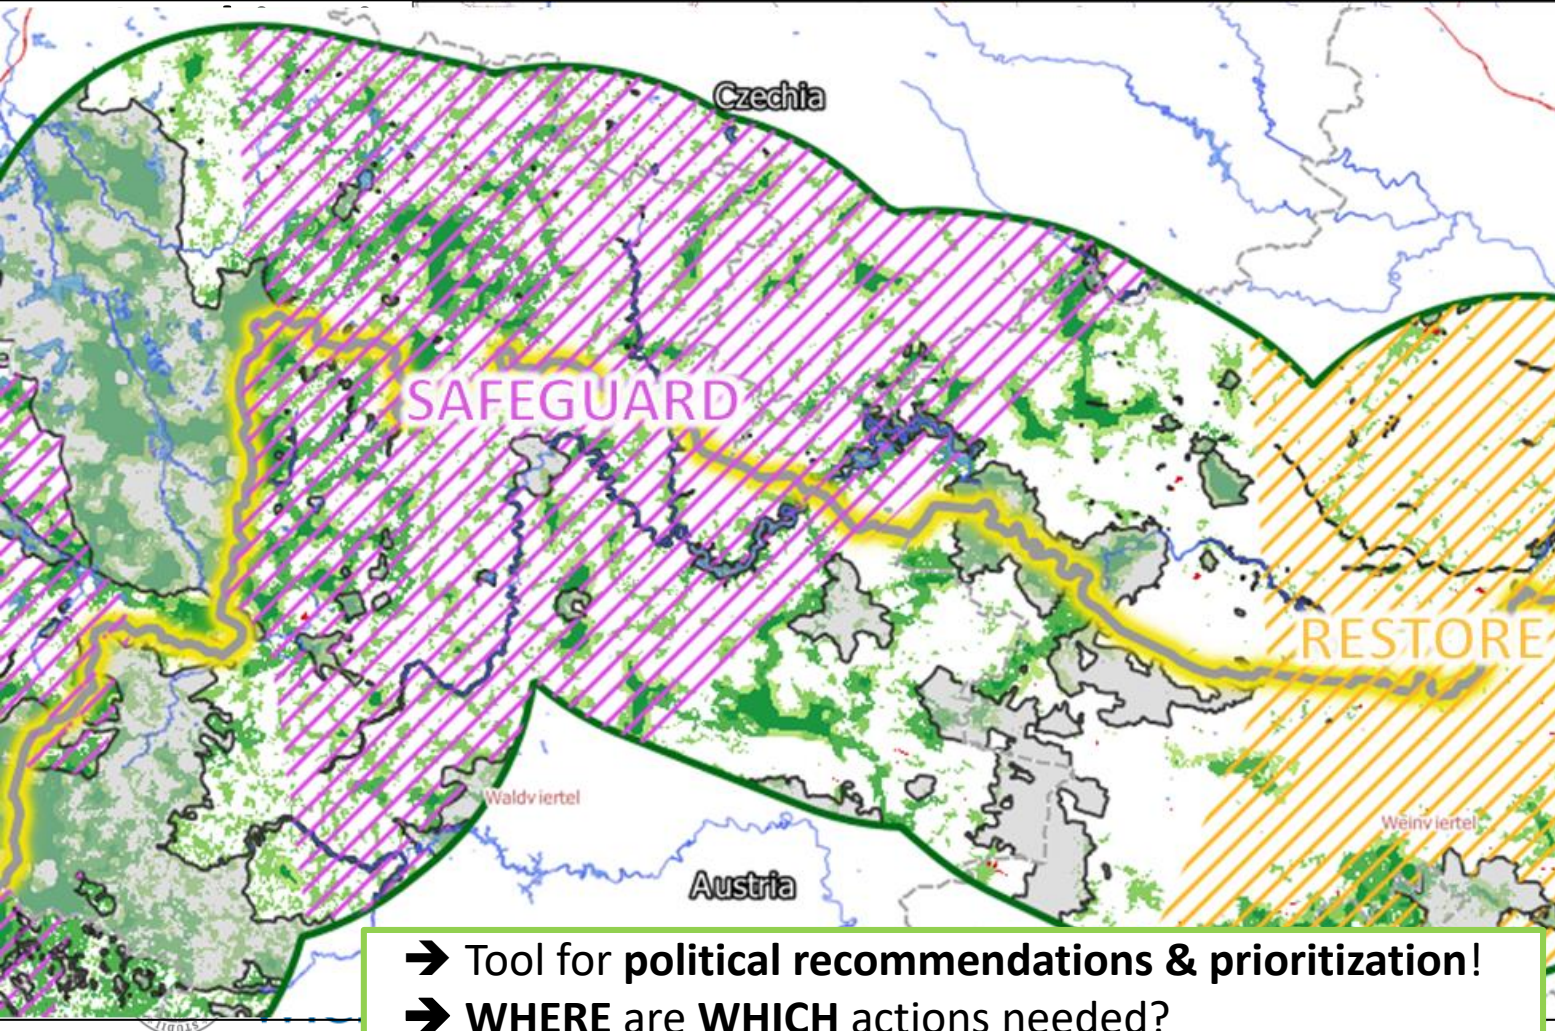 Czechia
SAFEGUARD
RESTORE
Waldviertel
Weinviertel
Austria
➔ Tool for political recommendations & prioritization!
➔ WHERE are WHICH actions needed?